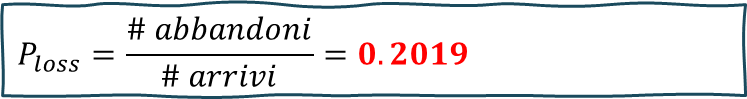 P_loss = # abbandoni / # arrivi = 0.2019